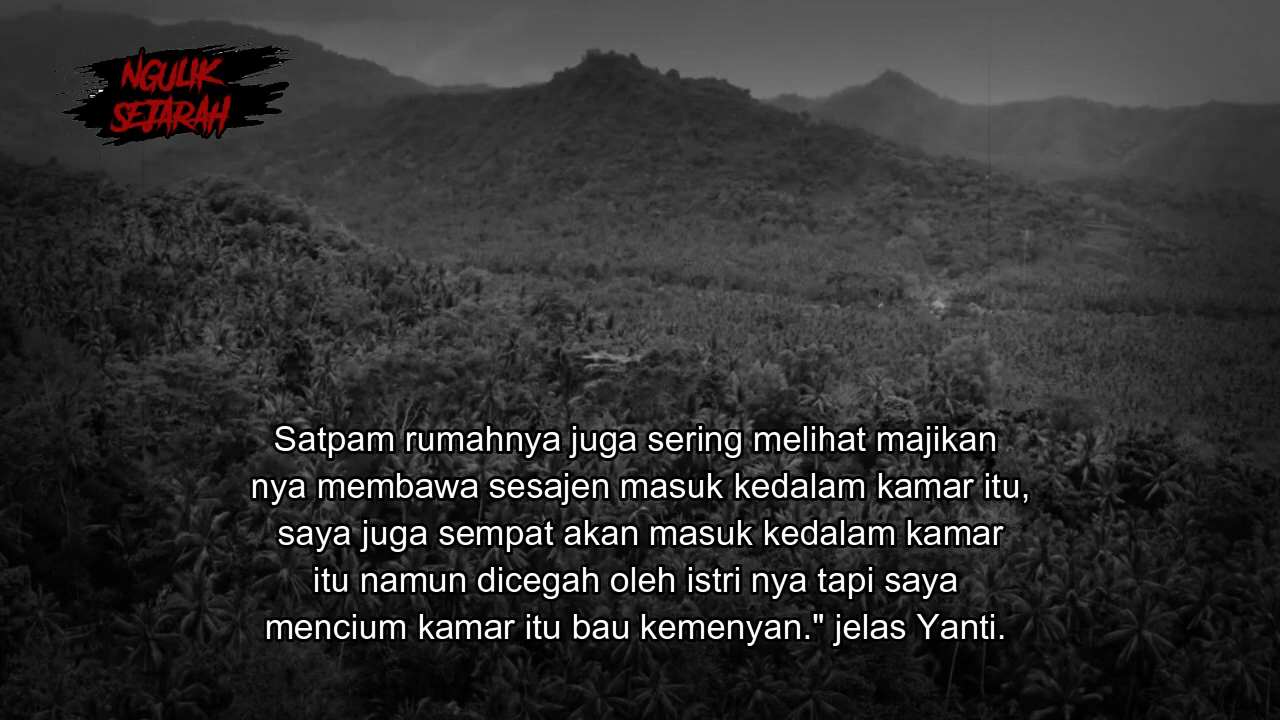 NGULIK
SEJARAH
Satpam rumahnya juga sering melihat majikan
nya membawa sesajen masuk kedalam kamar itu,
saya juga sempat akan masuk kedalam kamar
itu namun dicegah oleh istri nya tapi saya
mencium kamar itu bau kemenyan." jelas Yanti.